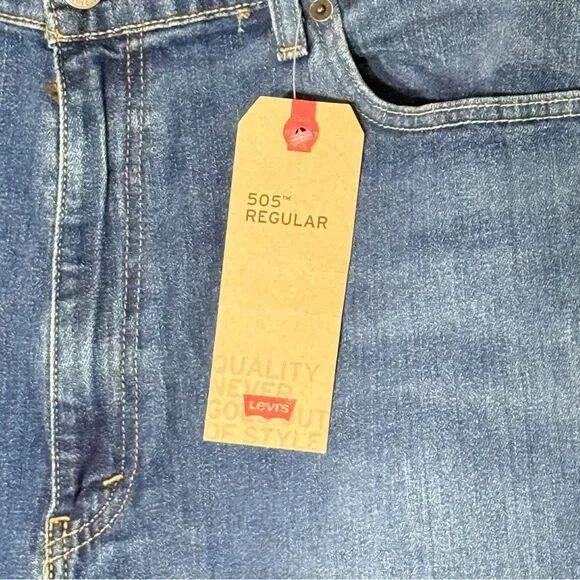 505™
REGULAR
QUALITY
NEVER
GOES OUT
OF STYLE
Levi's